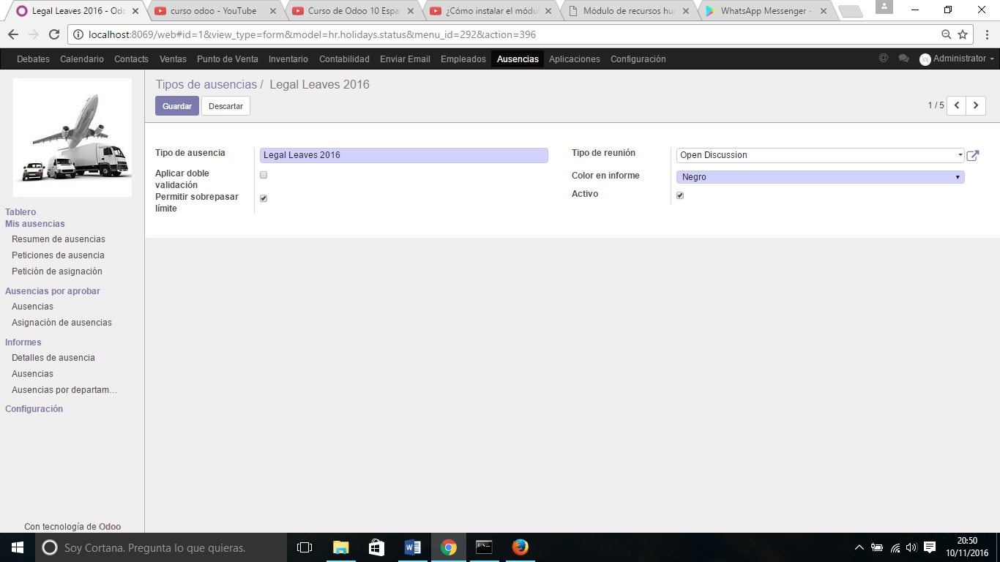 Legal Leaves 2016 - Odo
curso odoo - YouTube
Curso de Odoo 10 Espa
¿Cómo instalar el módu
Módulo de recursos hum
WhatsApp Messenger -
localhost:8069/web#id=1&view_type=form&model=hr.holidays.status&menu_id=292&action=396
Debates Calendario Contacts Ventas Punto de Venta Inventario Contabilidad Enviar Email Empleados Ausencias Aplicaciones Configuración
@ Administrator
Tipos de ausencias / Legal Leaves 2016
Guardar Descartar
1 / 5
Tipo de ausencia
Legal Leaves 2016
Aplicar doble
validación
Permitir sobrepasar
límite
Tipo de reunión
Open Discussion
Color en informe
Negro
Activo
Tablero
Mis ausencias
Resumen de ausencias
Peticiones de ausencia
Petición de asignación
Ausencias por aprobar
Ausencias
Asignación de ausencias
Informes
Detalles de ausencia
Ausencias
Ausencias por departam…
Configuración
Con tecnología de Odoo
Soy Cortana. Pregunta lo que quieras.
20:50
10/11/2016